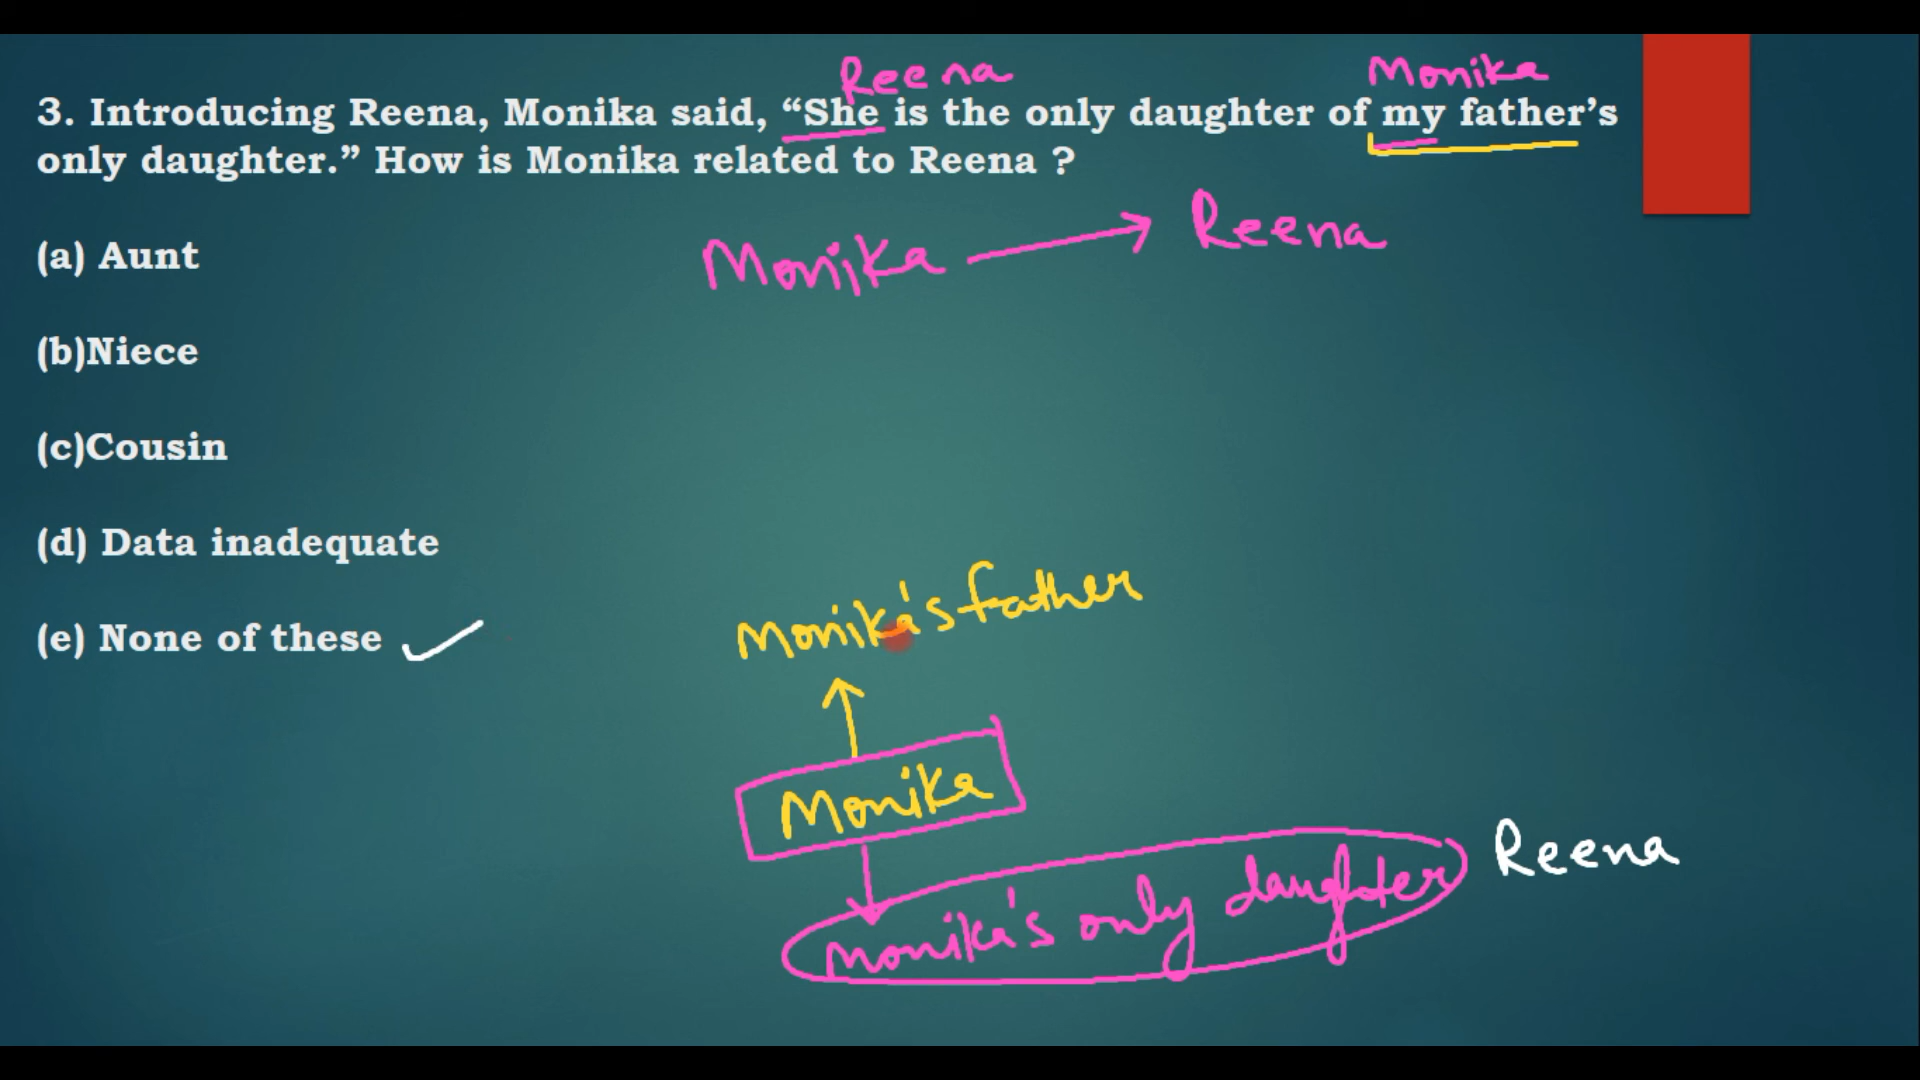 Reena
Monika
3. Introducing Reena, Monika said, “She is the only daughter of my father’s
only daughter.” How is Monika related to Reena ?
Monika → Reena
(a) Aunt
(b)Niece
(c)Cousin
(d) Data inadequate
(e) None of these
Monika's father
Monika
Reena
Monika's only daughter